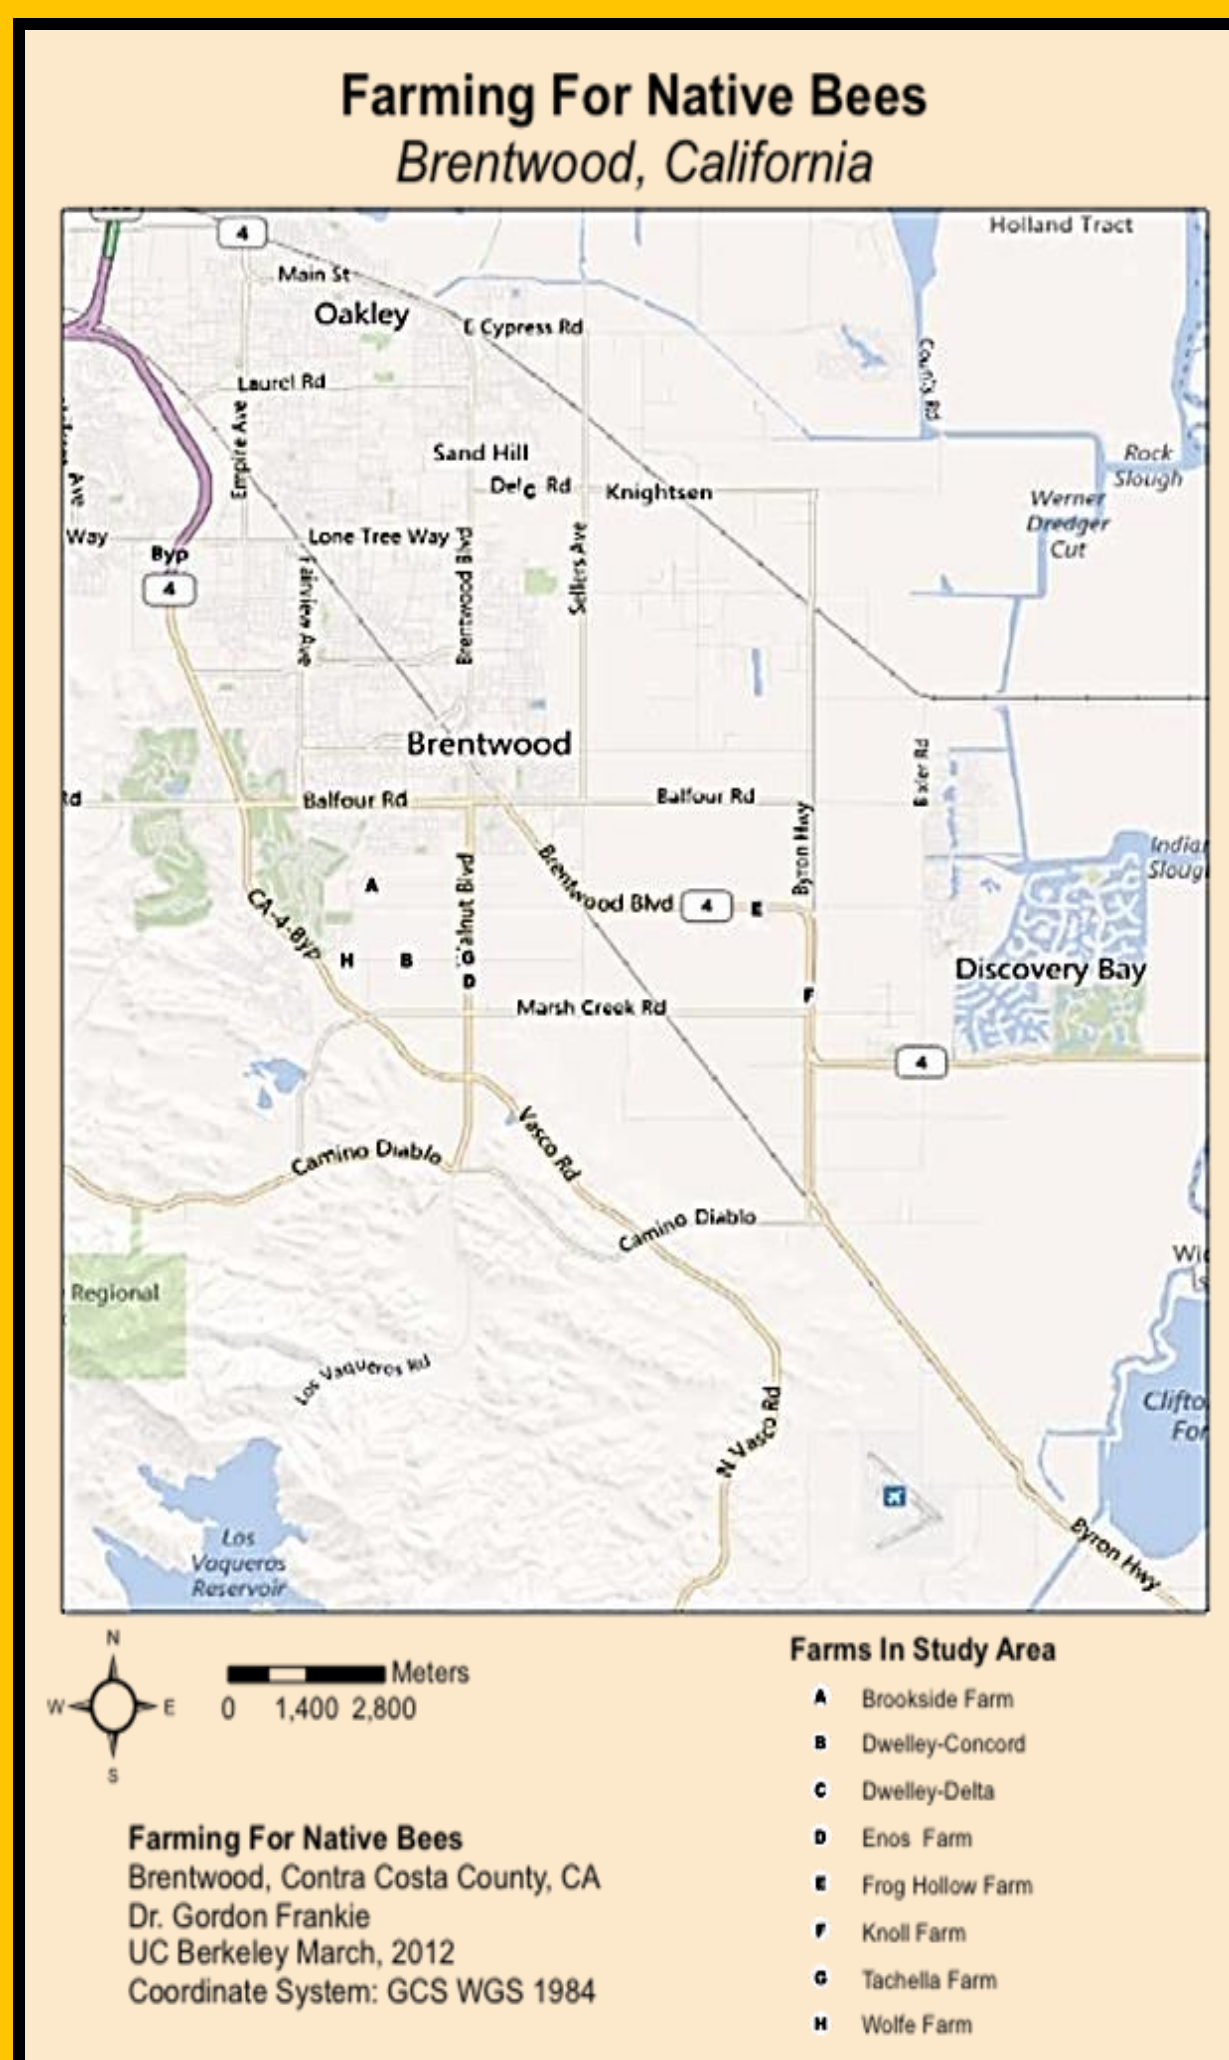 Farming For Native Bees
Brentwood, California
Holland Tract
4
Main St
Oakley
E Cypress Rd
Laurel Rd
Empire Ave
Sand Hill
Del C Rd
Knightsen
Rock
Slough
Werner
Dredger
Cut
Ave
Way
Lone Tree Way
Byp
4
Fairview Ave
Brentwood Blvd
Sellers Ave
Brentwood
Rd
Balfour Rd
Balfour Rd
Bixler Rd
Byron Hwy
A
Brentwood Blvd
4
E
CA-4-Byp
H
B
G
D
F
Discovery Bay
Marsh Creek Rd
4
Vasco Rd
Camino Diablo
Camino Diablo
Regional
Los Vaqueros Rd
N Vasco Rd
Los
Vaqueros
Reservoir
Byron Hwy
N
W
E
S
Meters
0 1,400 2,800
Farms In Study Area
A Brookside Farm
B Dwelley-Concord
C Dwelley-Delta
D Enos Farm
E Frog Hollow Farm
F Knoll Farm
G Tachella Farm
H Wolfe Farm
Farming For Native Bees
Brentwood, Contra Costa County, CA
Dr. Gordon Frankie
UC Berkeley March, 2012
Coordinate System: GCS WGS 1984